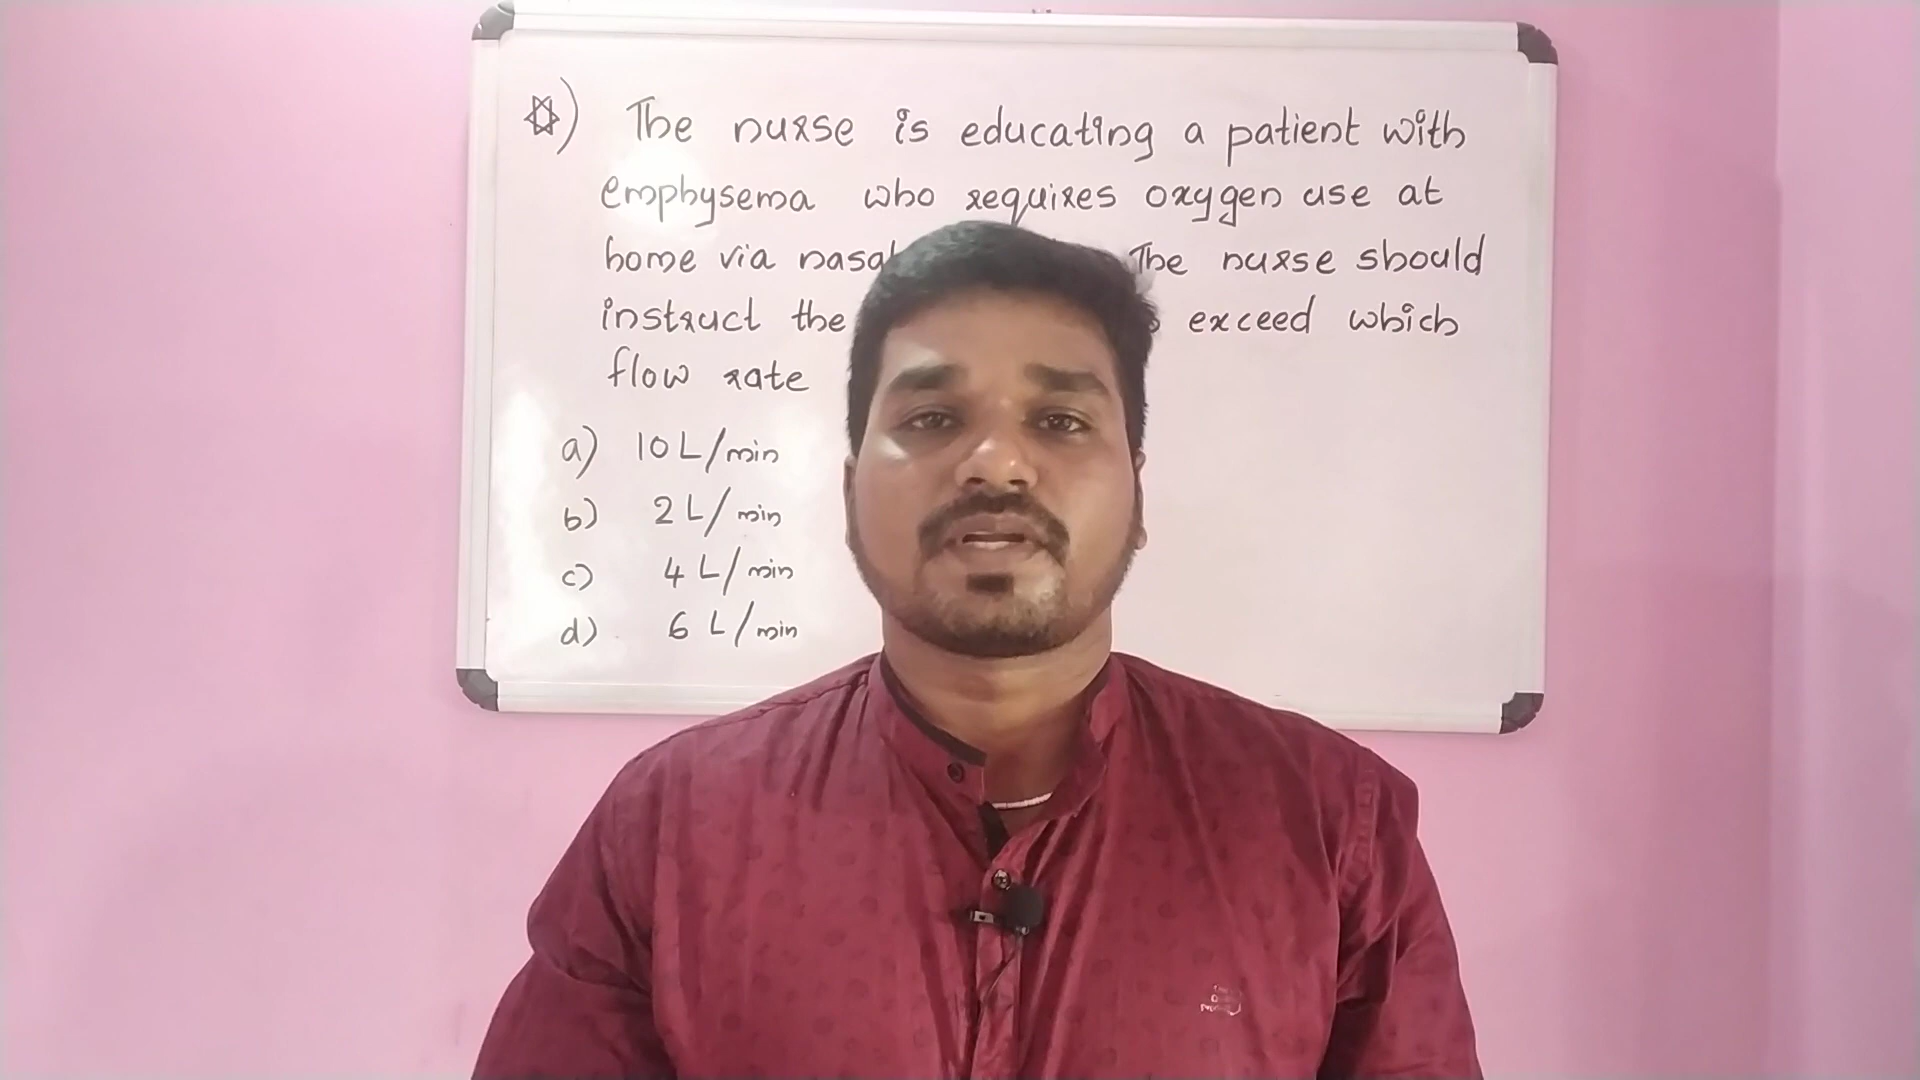 The nurse is educating a patient with
emphysema who requires oxygen use at
home via nasal The nurse should
instruct the exceed which
flow rate
a) 10 L/min
b) 2 L/min
c) 4 L/min
d) 6 L/min